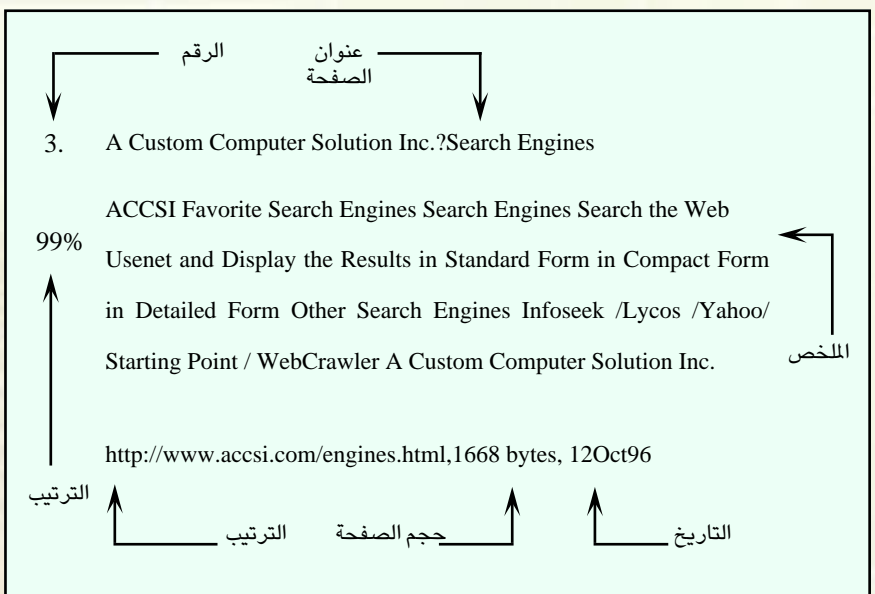 الرقم
عنوان
الصفحة
3. A Custom Computer Solution Inc.?Search Engines
ACCSI Favorite Search Engines Search Engines Search the Web
99%
Usenet and Display the Results in Standard Form in Compact Form
in Detailed Form Other Search Engines Infoseek /Lycos /Yahoo/
Starting Point / WebCrawler A Custom Computer Solution Inc.
الملخص
http://www.accsi.com/engines.html,1668 bytes, 12Oct96
الترتيب
الترتيب
حجم الصفحة
التاريخ